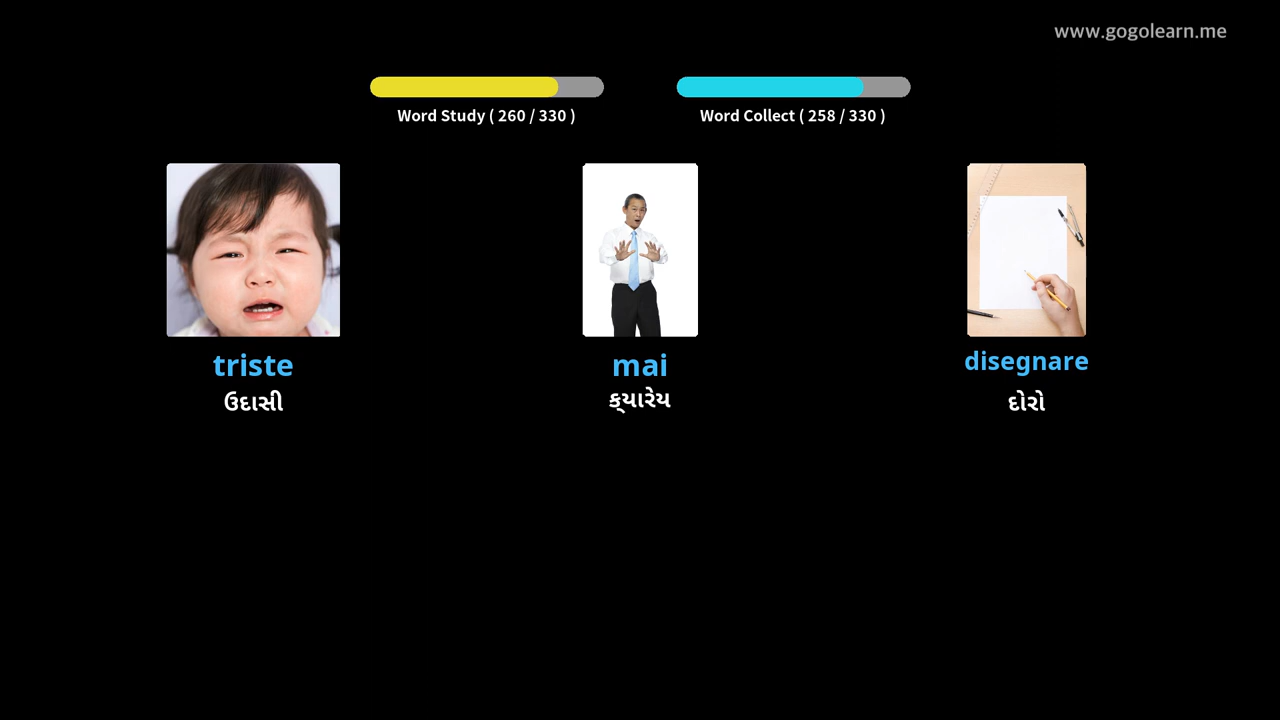 www.gogolearn.me
Word Study ( 260 / 330 )
Word Collect ( 258 / 330 )
triste
mai
disegnare
ઉદાસી
ક્યારેય
દોરો